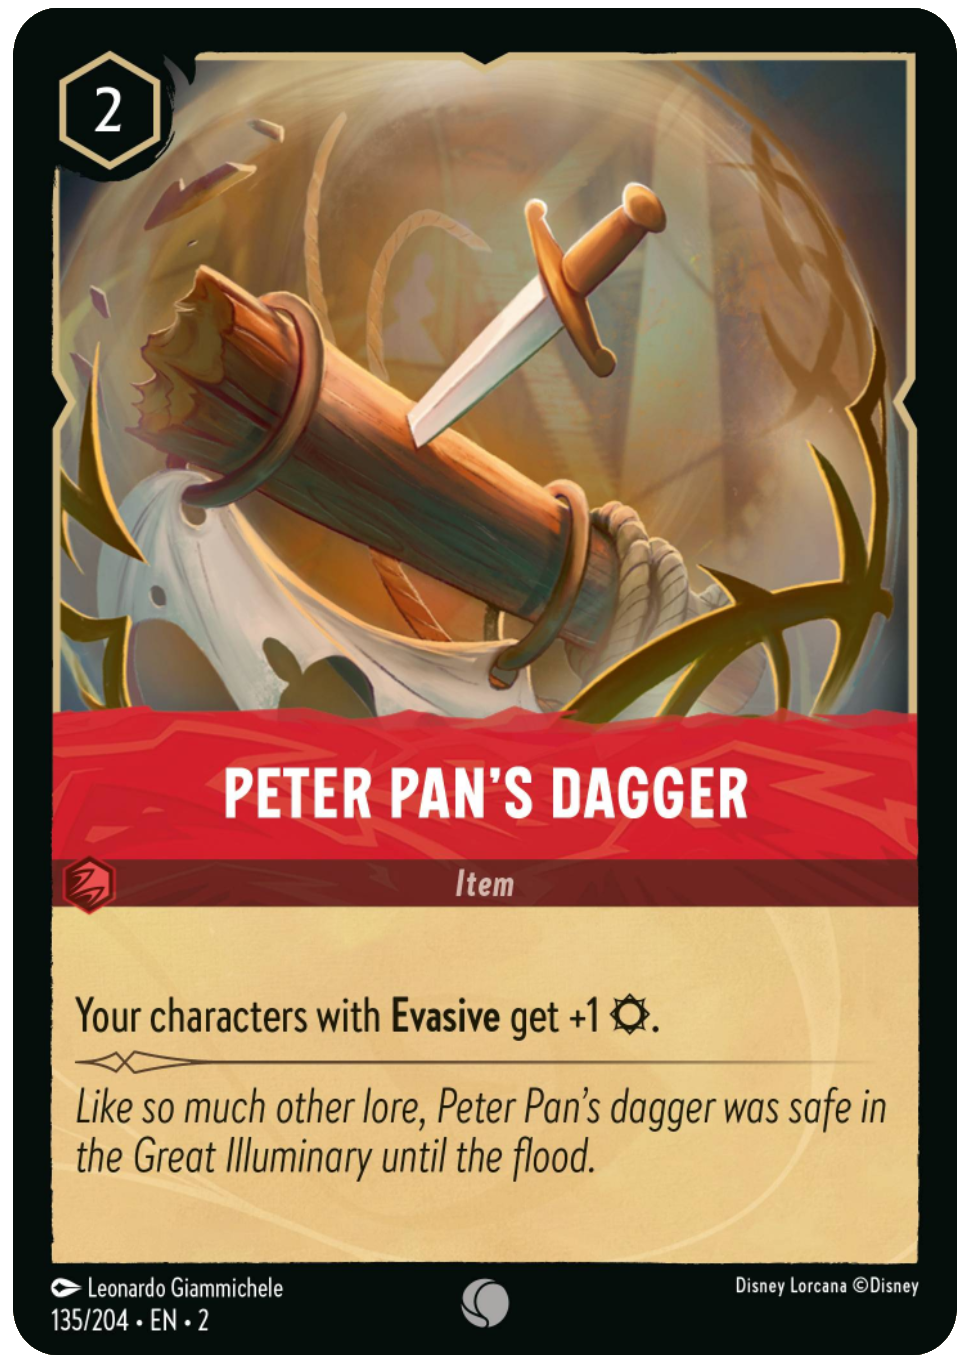 2
PETER PAN’S DAGGER
Item
Your characters with Evasive get +1 .
Like so much other lore, Peter Pan’s dagger was safe in
the Great Illuminary until the flood.
Leonardo Giammichele
Disney Lorcana ©Disney
135/204 • EN • 2